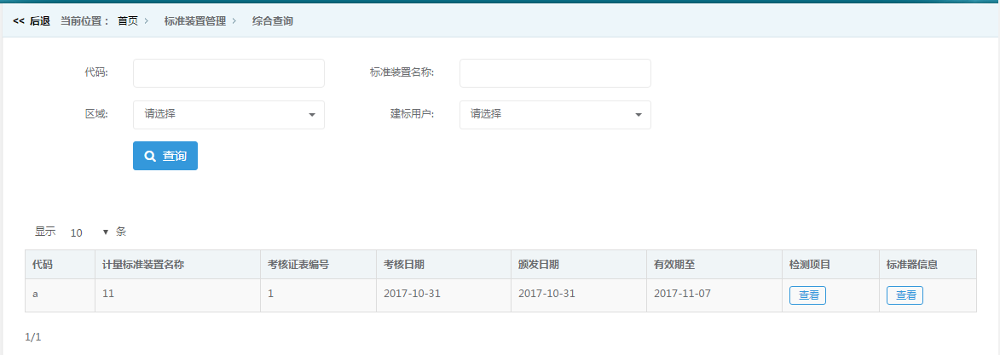 << 后退 当前位置： 首页 > 标准装置管理 > 综合查询
代码: 标准装置名称:
区域: 请选择 建标用户: 请选择
查询
显示 10 ▼ 条
代码 计量标准装置名称 考核证表编号 考核日期 颁发日期 有效期至 检测项目 标准器信息
a 11 1 2017-10-31 2017-10-31 2017-11-07 查看 查看
1/1